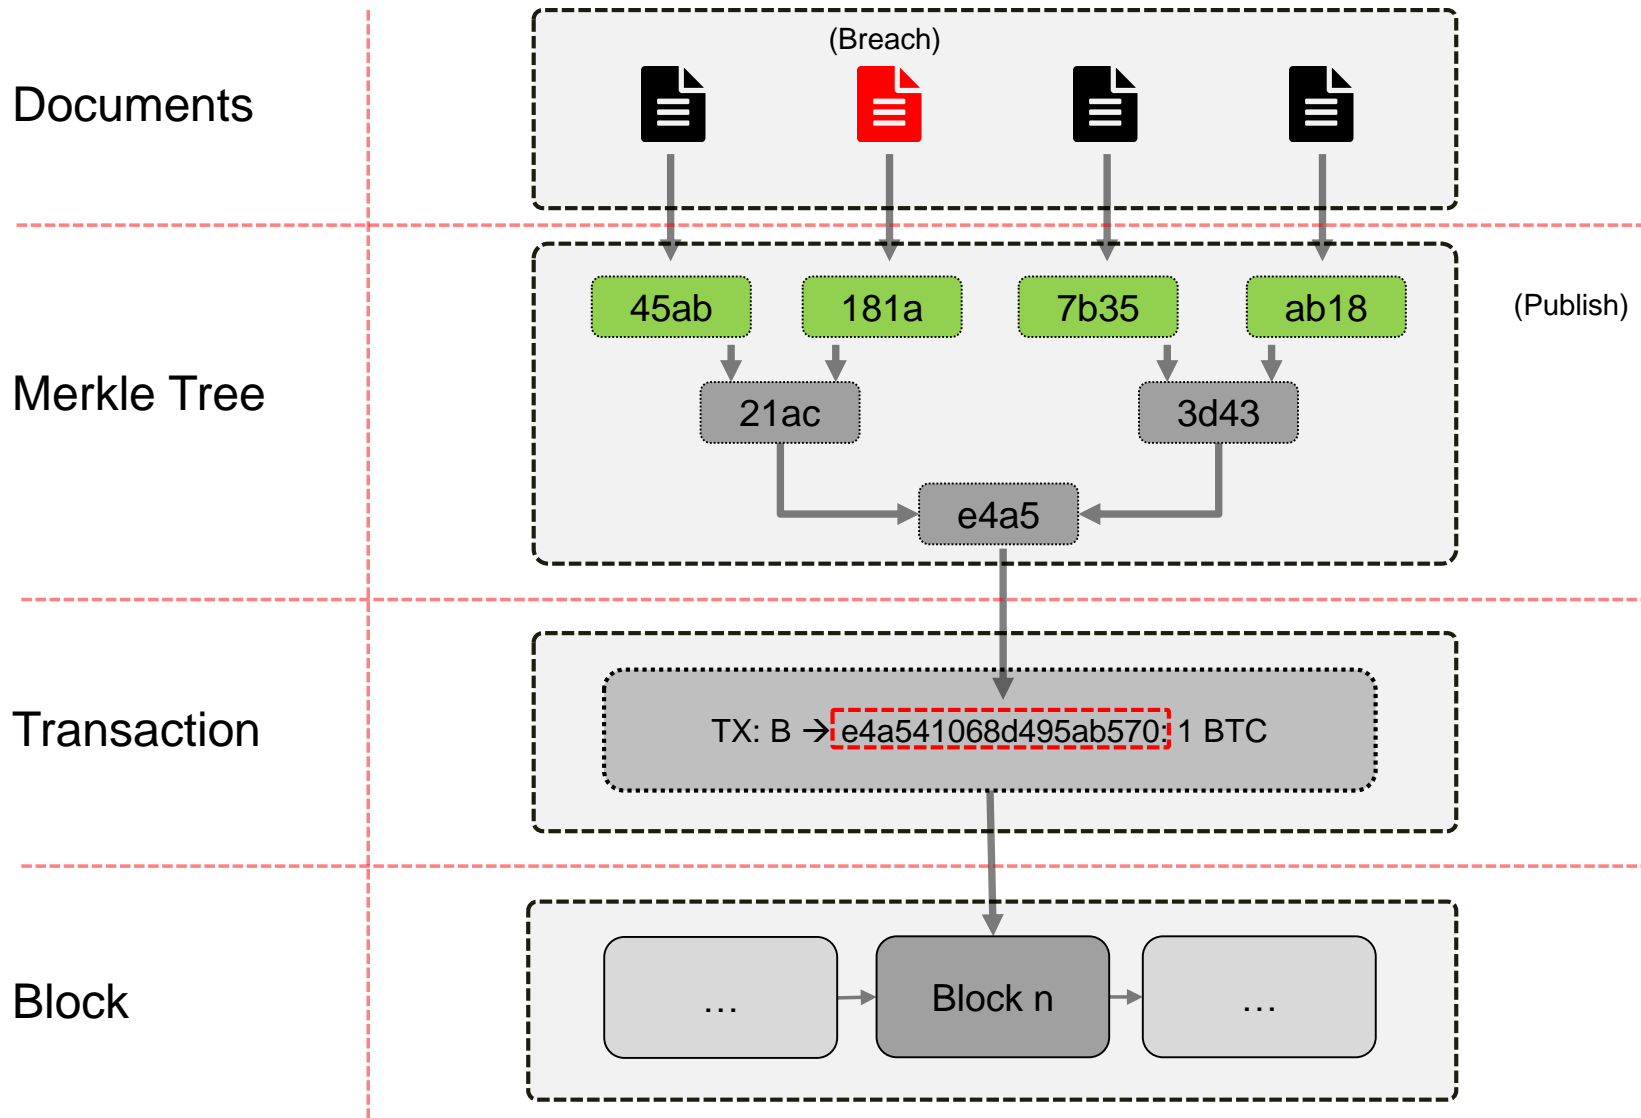 (Breach)
Documents
45ab 181a 7b35 ab18
(Publish)
Merkle Tree
21ac 3d43
e4a5
Transaction
TX: B → e4a541068d495ab570: 1 BTC
Block
... Block n ...